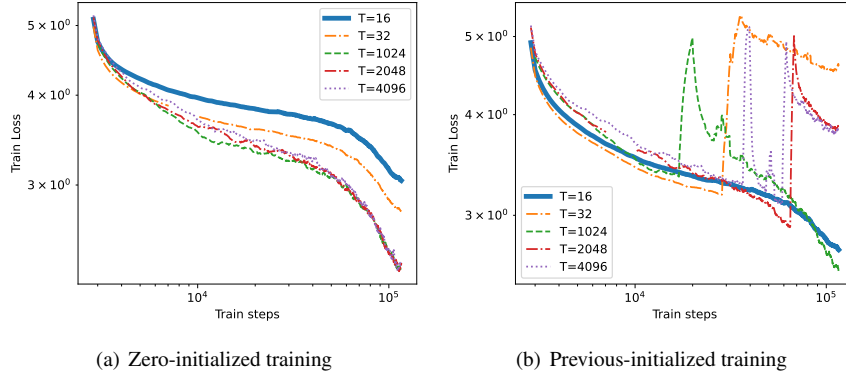 5 × 10⁰
4 × 10⁰
3 × 10⁰
Train Loss
T=16
T=32
T=1024
T=2048
T=4096
10⁴
10⁵
Train steps
(a) Zero-initialized training
5 × 10⁰
4 × 10⁰
3 × 10⁰
Train Loss
T=16
T=32
T=1024
T=2048
T=4096
10⁴
10⁵
Train steps
(b) Previous-initialized training